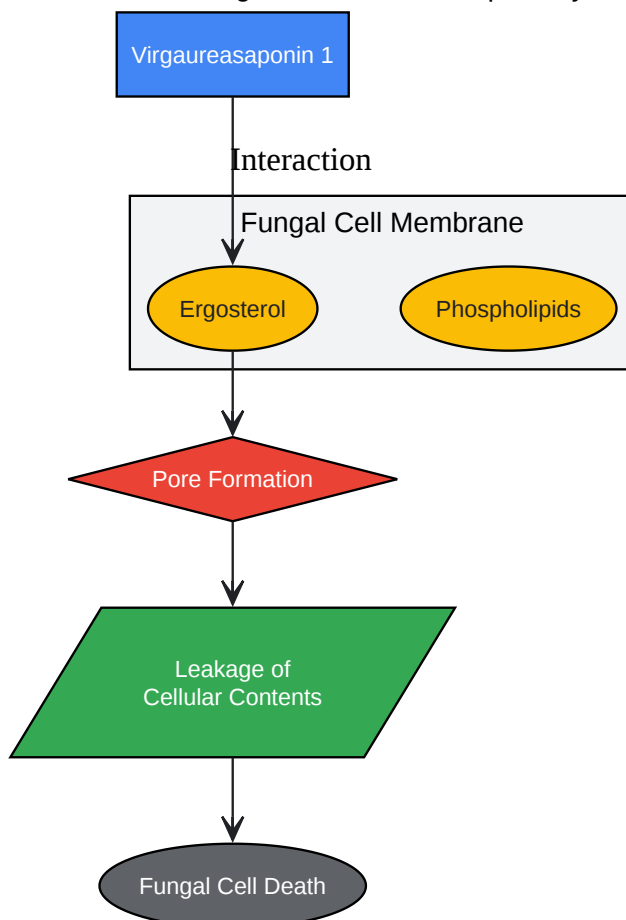 Virgaureasaponin 1
Interaction
Fungal Cell Membrane
Ergosterol
Phospholipids
Pore Formation
Leakage of
Cellular Contents
Fungal Cell Death